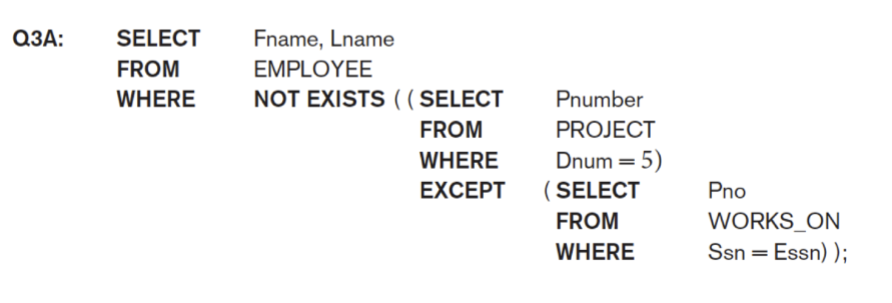 Q3A: SELECT Fname, Lname
FROM EMPLOYEE
WHERE NOT EXISTS ( ( SELECT Pnumber
FROM PROJECT
WHERE Dnum = 5)
EXCEPT ( SELECT Pno
FROM WORKS_ON
WHERE Ssn = Essn) );